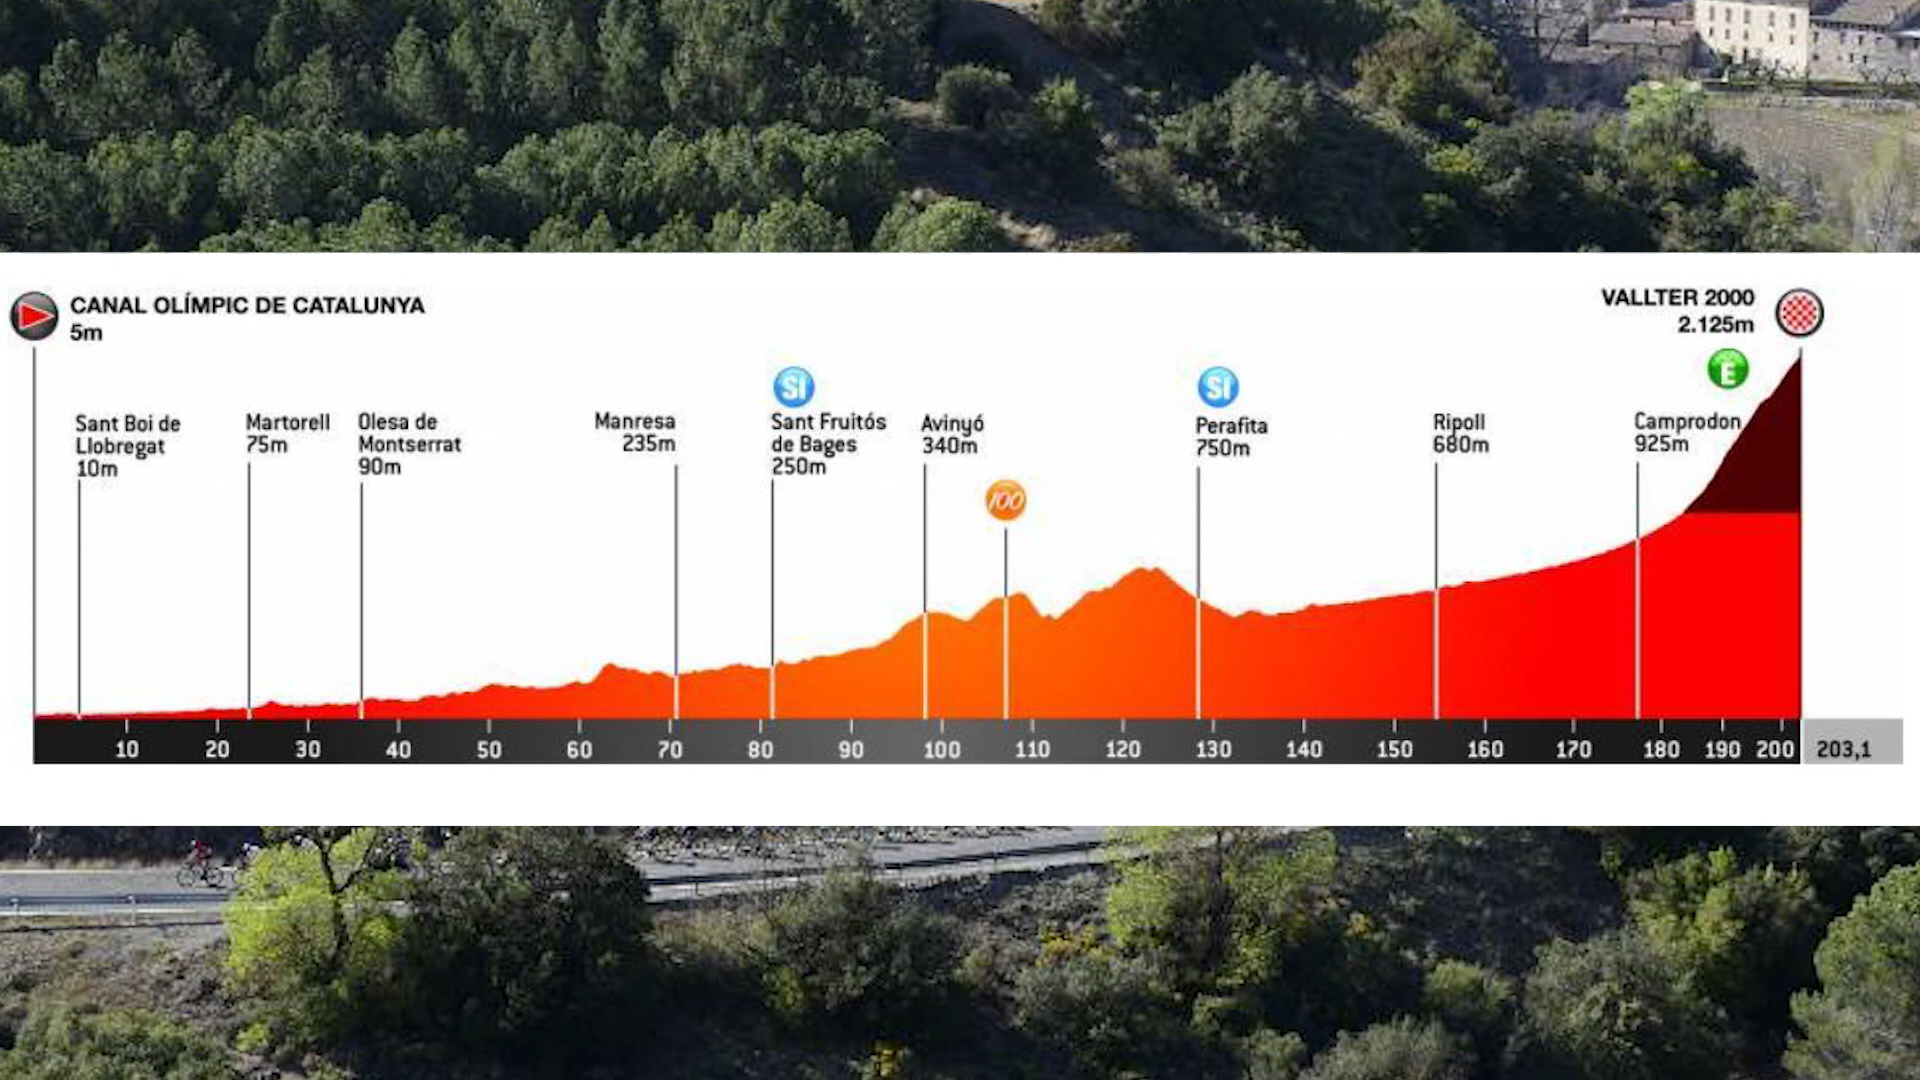 CANAL OLÍMPIC DE CATALUNYA
5m
VALLTER 2000
2.125m
E
SI
SI
Sant Boi de
Llobregat
10m
Martorell
75m
Olesa de
Montserrat
90m
Manresa
235m
Sant Fruitós
de Bages
250m
Avinyó
340m
Perafita
750m
Ripoll
680m
Camprodon
925m
100
10 20 30 40 50 60 70 80 90 100 110 120 130 140 150 160 170 180 190 200 203,1